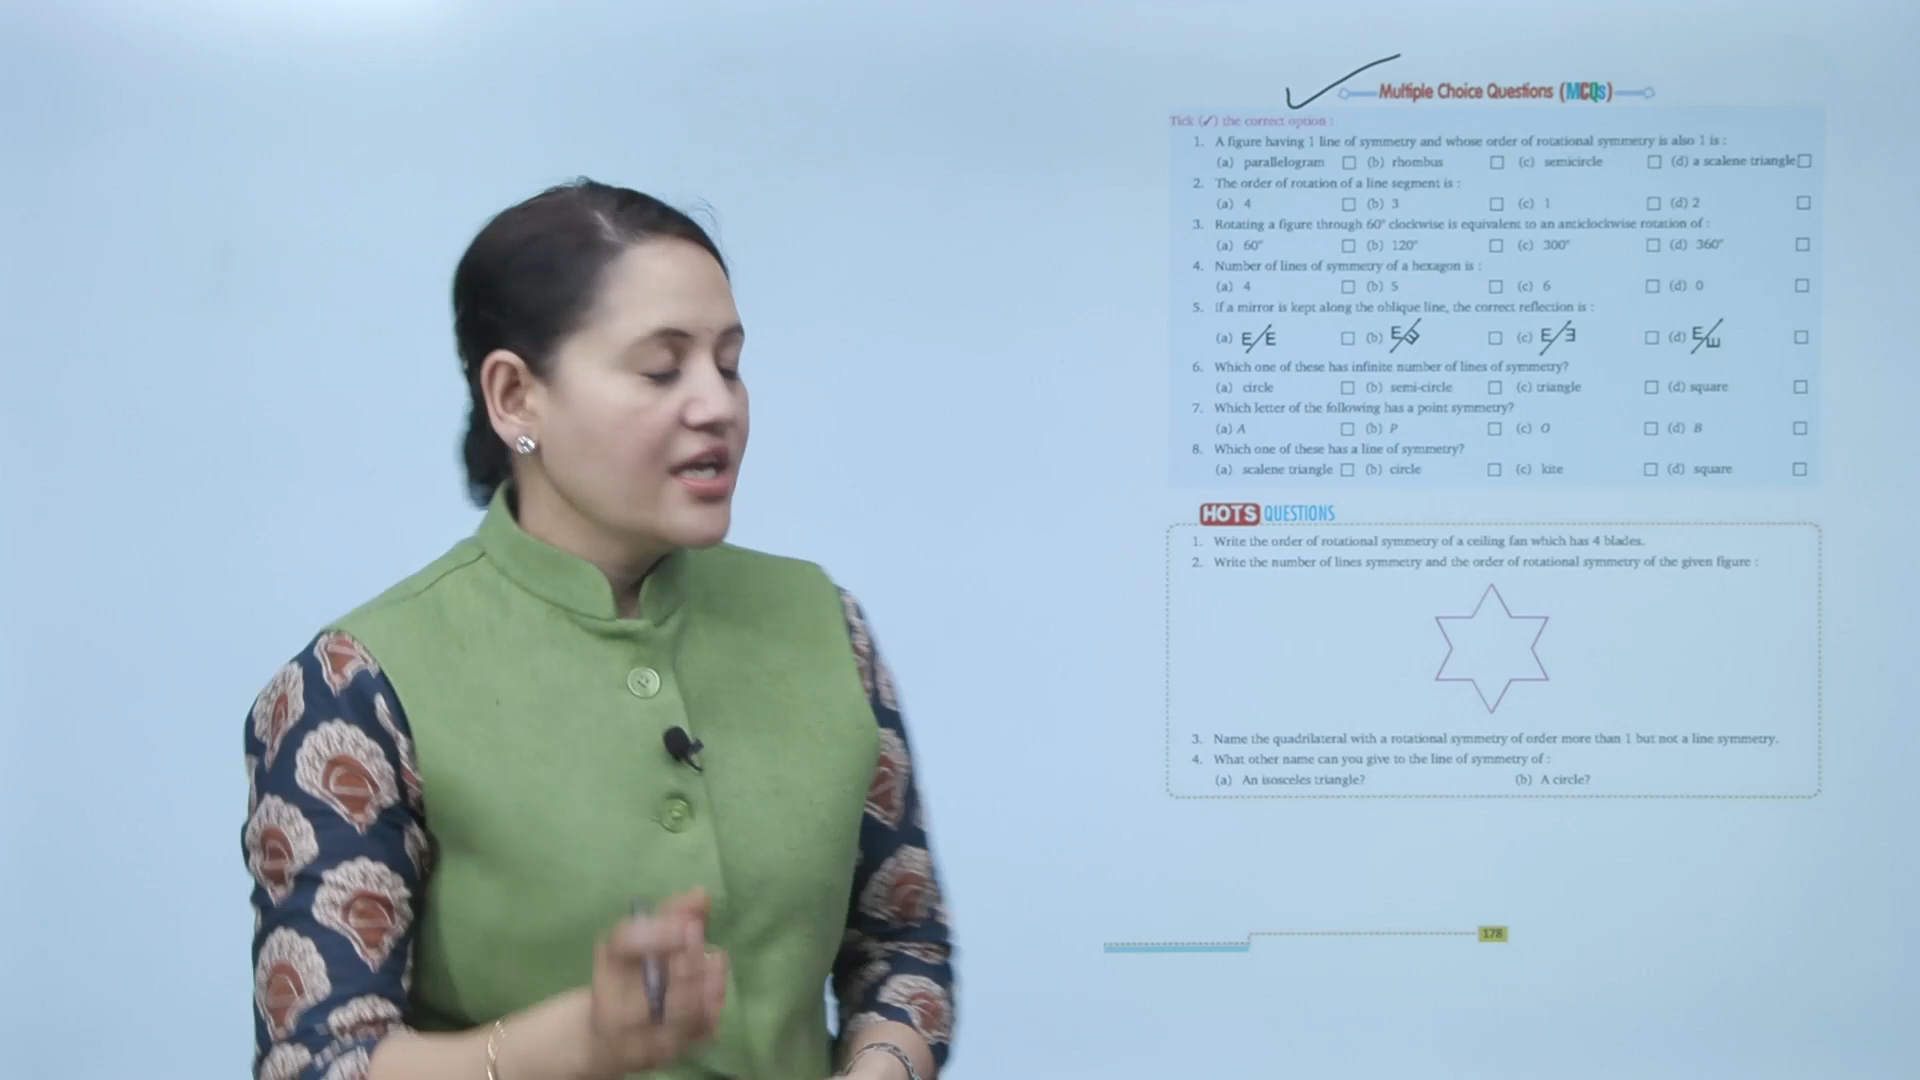 Multiple Choice Questions (MCQs)
Tick (✓) the correct option :
1. A figure having 1 line of symmetry and whose order of rotational symmetry is also 1 is :
(a) parallelogram (b) rhombus (c) semicircle (d) a scalene triangle
2. The order of rotation of a line segment is :
(a) 4 (b) 3 (c) 1 (d) 2
3. Rotating a figure through 60° clockwise is equivalent to an anticlockwise rotation of :
(a) 60° (b) 120° (c) 300° (d) 360°
4. Number of lines of symmetry of a hexagon is :
(a) 4 (b) 5 (c) 6 (d) 0
5. If a mirror is kept along the oblique line, the correct reflection is :
(a) E/E (b) E/ (c) E/Ǝ (d) E/
6. Which one of these has infinite number of lines of symmetry?
(a) circle (b) semi-circle (c) triangle (d) square
7. Which letter of the following has a point symmetry?
(a) A (b) P (c) O (d) B
8. Which one of these has a line of symmetry?
(a) scalene triangle (b) circle (c) kite (d) square
HOTS QUESTIONS
1. Write the order of rotational symmetry of a ceiling fan which has 4 blades.
2. Write the number of lines symmetry and the order of rotational symmetry of the given figure :
3. Name the quadrilateral with a rotational symmetry of order more than 1 but not a line symmetry.
4. What other name can you give to the line of symmetry of :
(a) An isosceles triangle? (b) A circle?
178